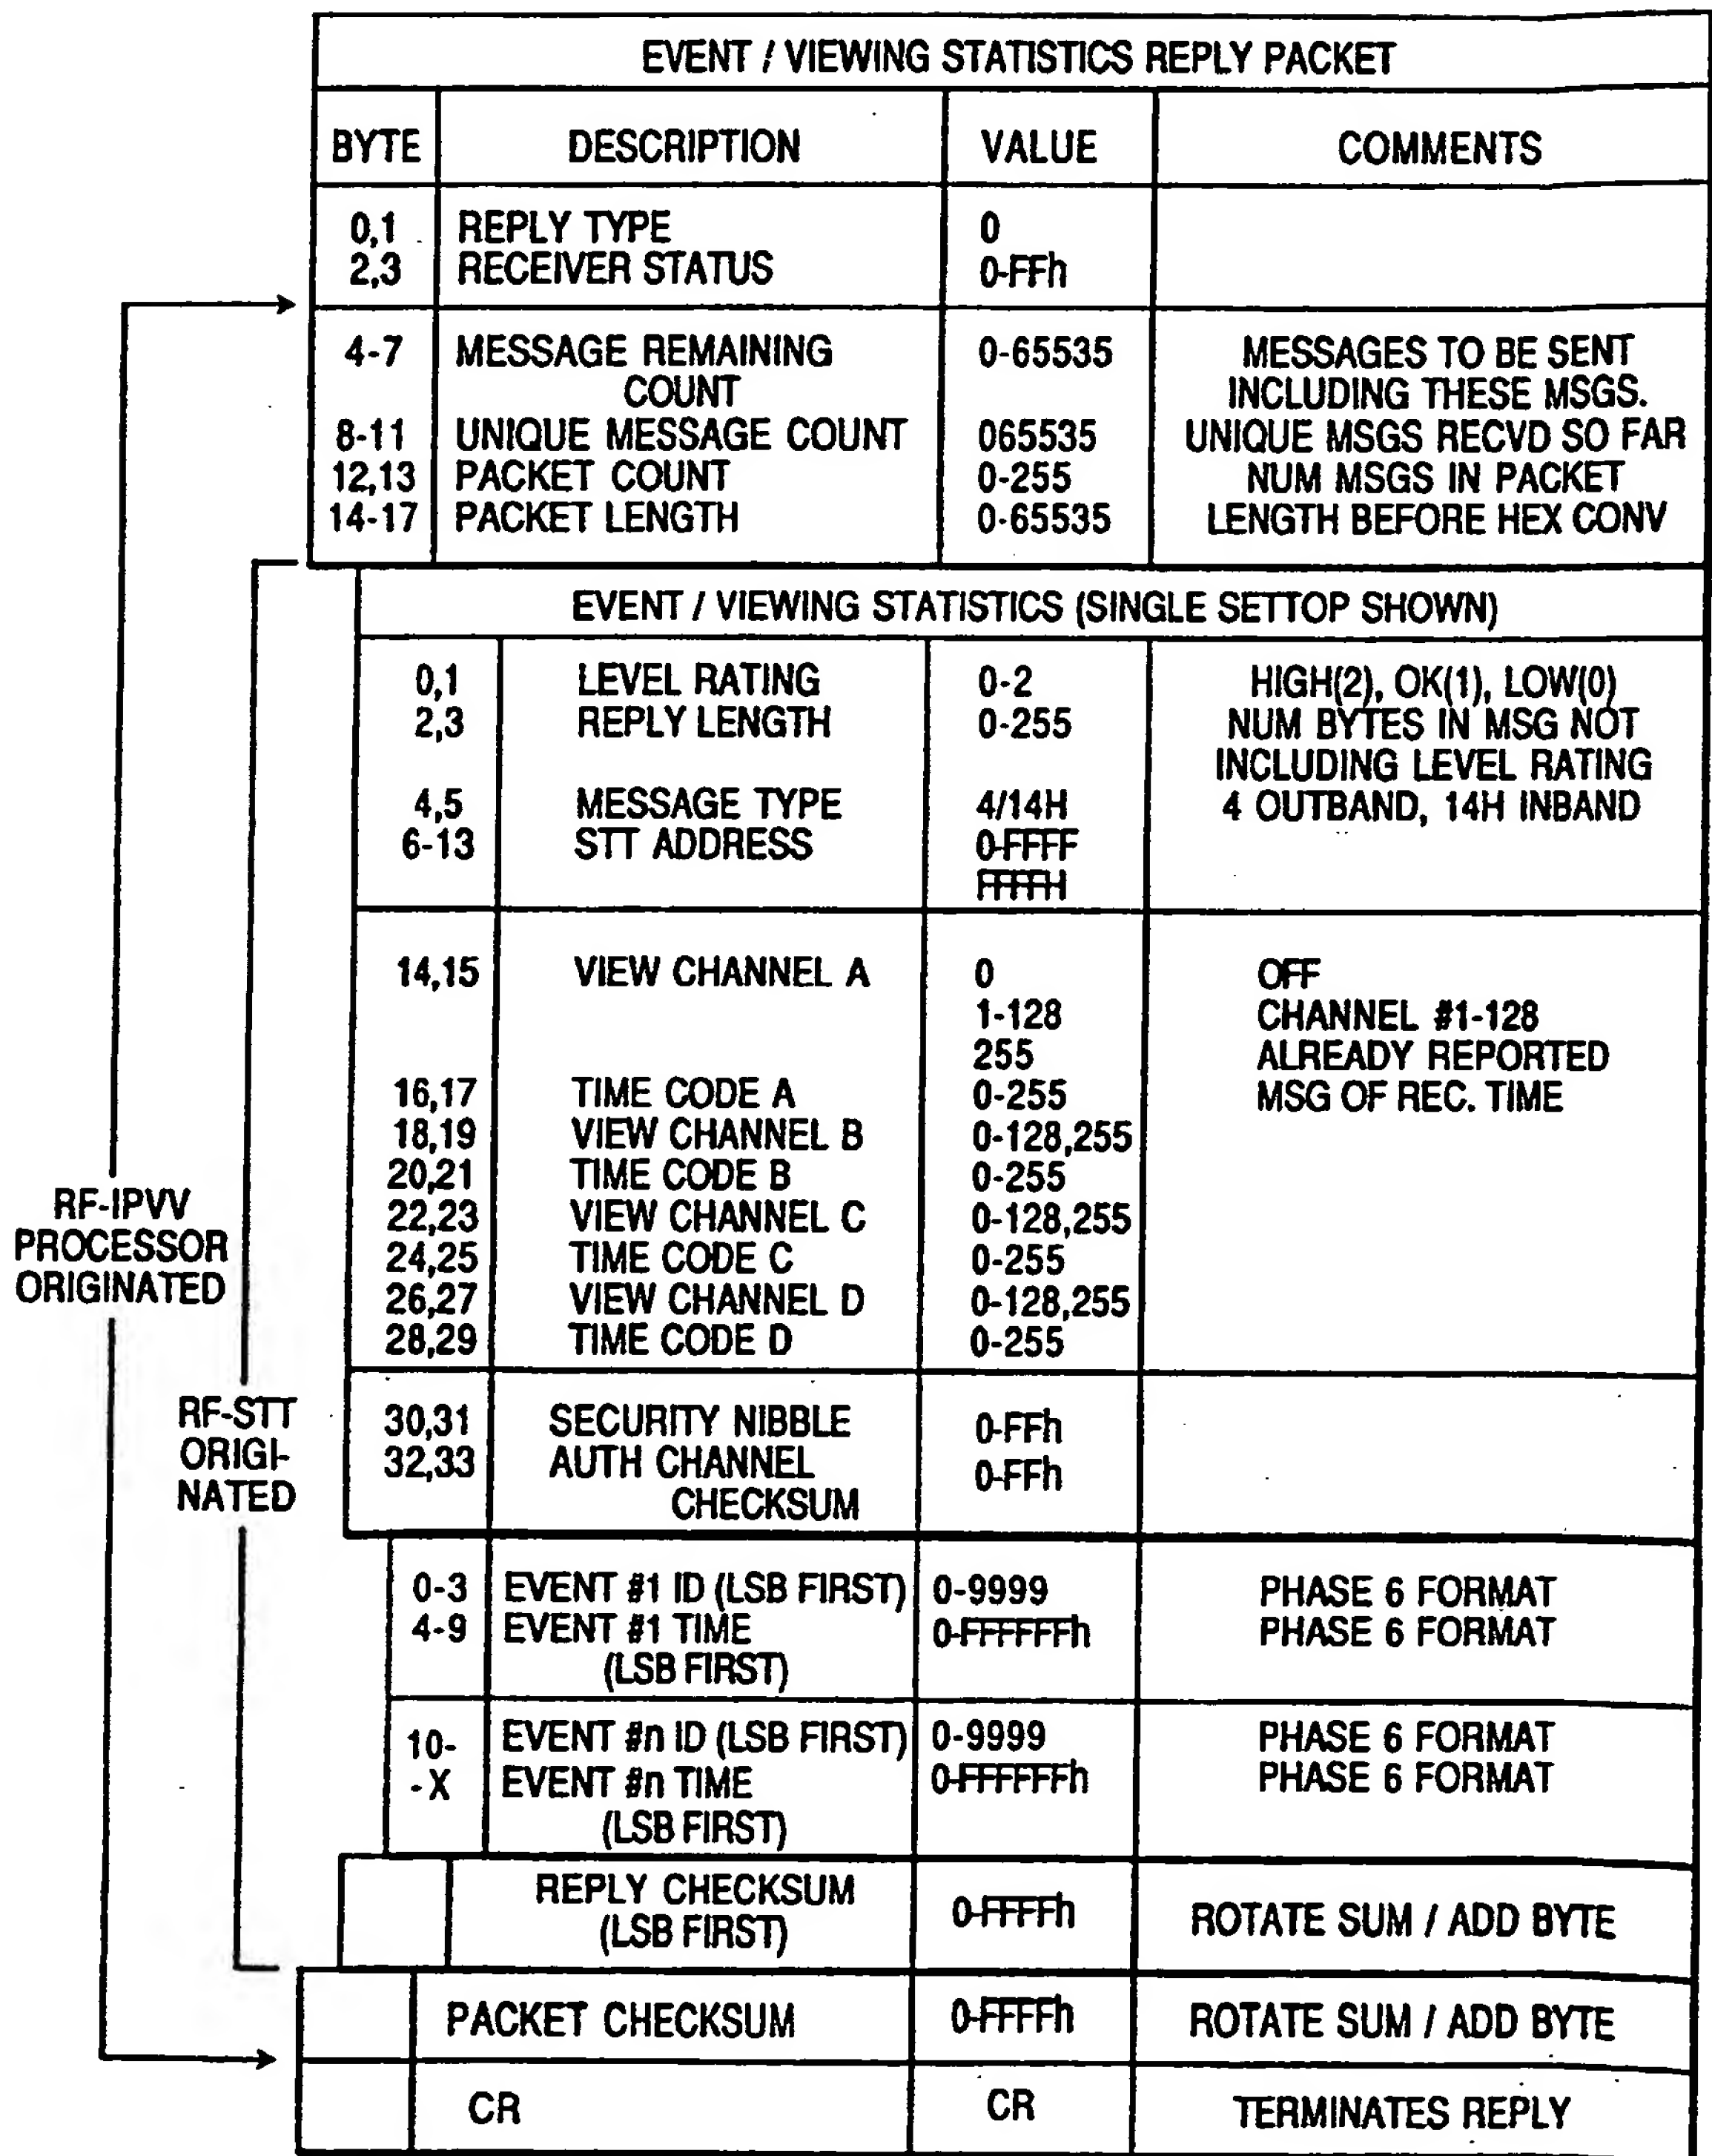 EVENT / VIEWING STATISTICS REPLY PACKET
BYTE DESCRIPTION VALUE COMMENTS
0,1 REPLY TYPE 0
2,3 RECEIVER STATUS 0-FFh
4-7 MESSAGE REMAINING 0-65535 MESSAGES TO BE SENT
COUNT INCLUDING THESE MSGS.
8-11 UNIQUE MESSAGE COUNT 065535 UNIQUE MSGS RECVD SO FAR
12,13 PACKET COUNT 0-255 NUM MSGS IN PACKET
14-17 PACKET LENGTH 0-65535 LENGTH BEFORE HEX CONV
EVENT / VIEWING STATISTICS (SINGLE SETTOP SHOWN)
0,1 LEVEL RATING 0-2 HIGH(2), OK(1), LOW(0)
2,3 REPLY LENGTH 0-255 NUM BYTES IN MSG NOT
INCLUDING LEVEL RATING
4,5 MESSAGE TYPE 4/14H 4 OUTBAND, 14H INBAND
6-13 STT ADDRESS 0-FFFF
FFFFH
14,15 VIEW CHANNEL A 0 OFF
1-128 CHANNEL #1-128
255 ALREADY REPORTED
16,17 TIME CODE A 0-255 MSG OF REC. TIME
18,19 VIEW CHANNEL B 0-128,255
20,21 TIME CODE B 0-255
22,23 VIEW CHANNEL C 0-128,255
24,25 TIME CODE C 0-255
26,27 VIEW CHANNEL D 0-128,255
28,29 TIME CODE D 0-255
RF-IPVV
PROCESSOR
ORIGINATED
RF-STT
ORIGI-
NATED
30,31 SECURITY NIBBLE 0-FFh
32,33 AUTH CHANNEL 0-FFh
CHECKSUM
0-3 EVENT #1 ID (LSB FIRST) 0-9999 PHASE 6 FORMAT
4-9 EVENT #1 TIME 0-FFFFFFh PHASE 6 FORMAT
(LSB FIRST)
10- EVENT #n ID (LSB FIRST) 0-9999 PHASE 6 FORMAT
-X EVENT #n TIME 0-FFFFFFh PHASE 6 FORMAT
(LSB FIRST)
REPLY CHECKSUM 0-FFFFh ROTATE SUM / ADD BYTE
(LSB FIRST)
PACKET CHECKSUM 0-FFFFh ROTATE SUM / ADD BYTE
CR CR TERMINATES REPLY